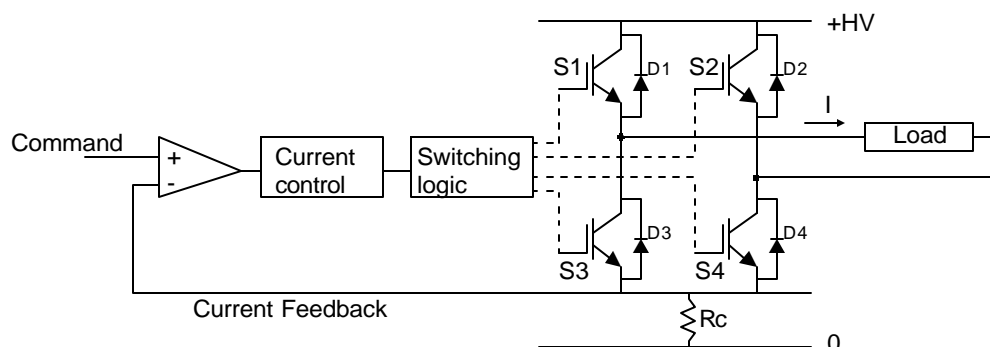 +HV
S1
D1
S2
D2
I
Command
+
-
Current
control
Switching
logic
Load
D3
D4
S3
S4
Current Feedback
Rc
0